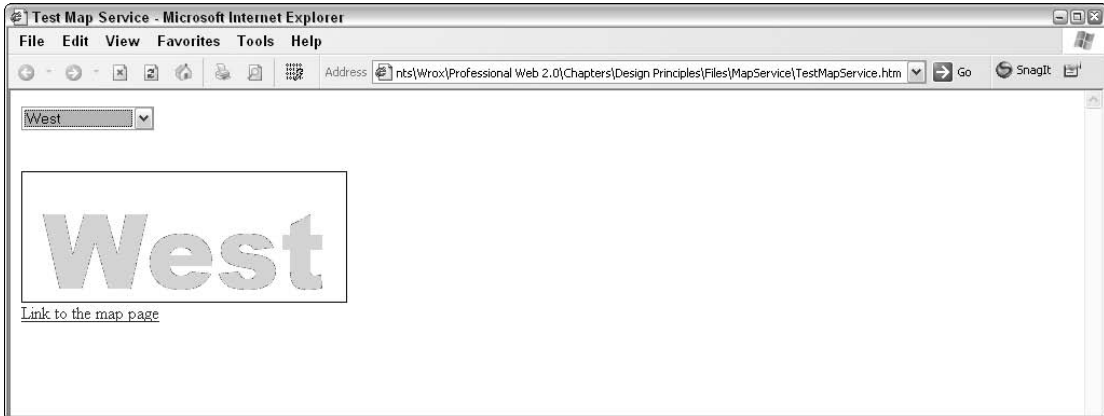 Test Map Service - Microsoft Internet Explorer
File Edit View Favorites Tools Help
Address nts\Wrox\Professional Web 2.0\Chapters\Design Principles\Files\MapService\TestMapService.htm Go SnagIt
West
West
Link to the map page